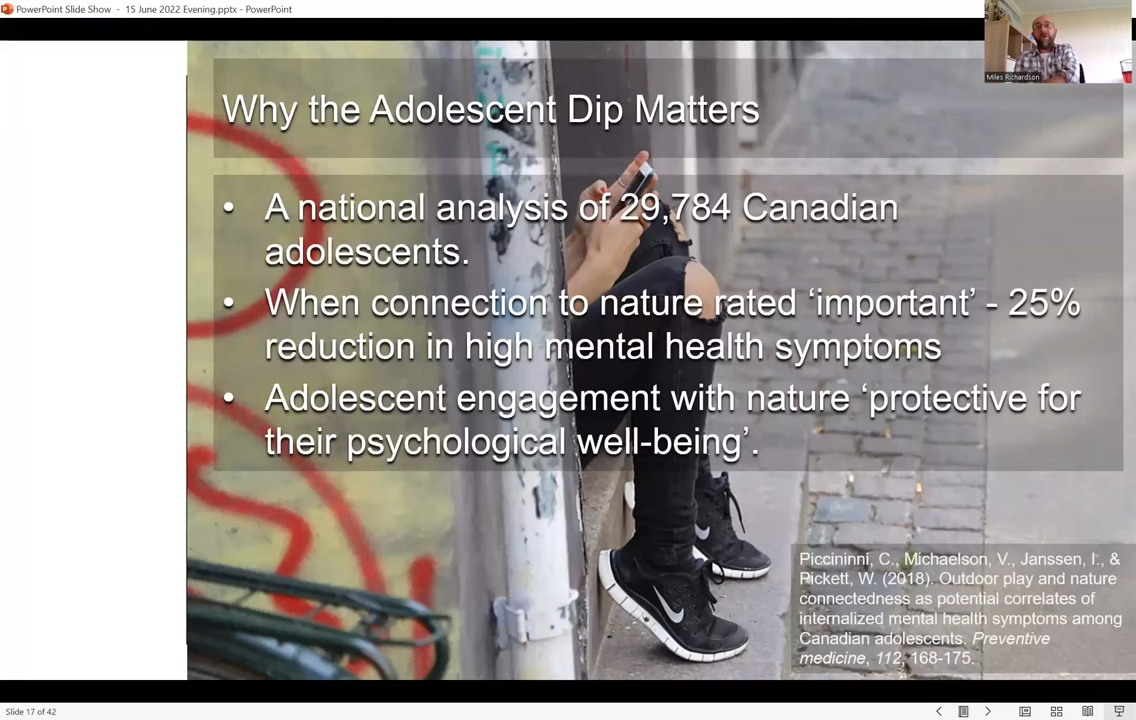 PowerPoint Slide Show - 15 June 2022 Evening.pptx - PowerPoint
Miles Richardson
Why the Adolescent Dip Matters
• A national analysis of 29,784 Canadian
adolescents.
• When connection to nature rated ‘important’ - 25%
reduction in high mental health symptoms
• Adolescent engagement with nature ‘protective for
their psychological well-being’.
Piccininni, C., Michaelson, V., Janssen, I., &
Pickett, W. (2018). Outdoor play and nature
connectedness as potential correlates of
internalized mental health symptoms among
Canadian adolescents. Preventive
medicine, 112, 168-175.
Slide 17 of 42